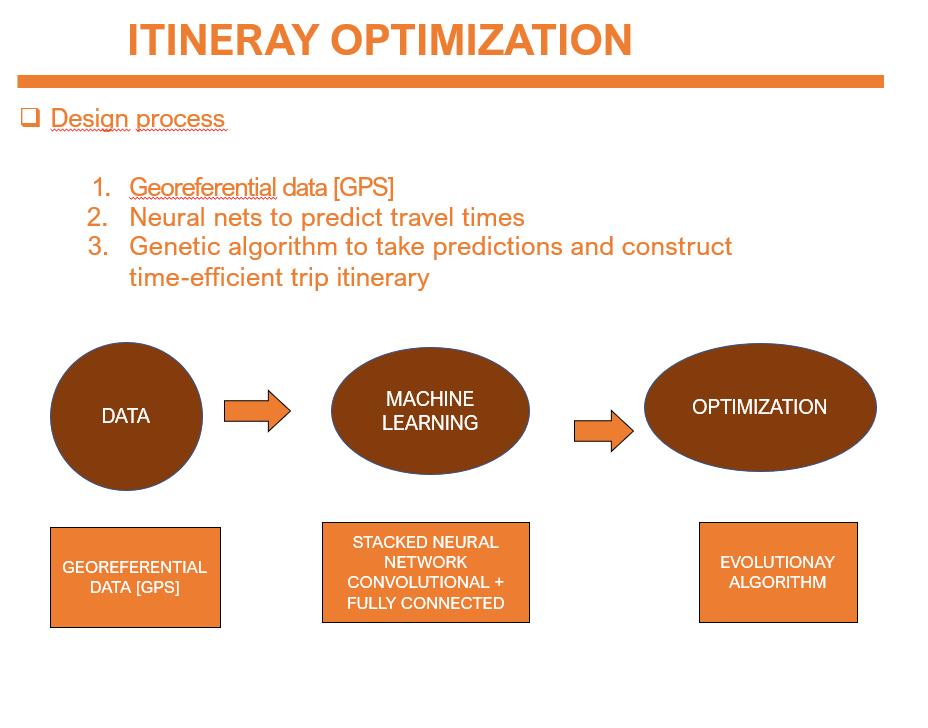 ITINERAY OPTIMIZATION
Design process
1. Georeferential data [GPS]
2. Neural nets to predict travel times
3. Genetic algorithm to take predictions and construct
time-efficient trip itinerary
DATA
MACHINE
LEARNING
OPTIMIZATION
GEOREFERENTIAL
DATA [GPS]
STACKED NEURAL
NETWORK
CONVOLUTIONAL +
FULLY CONNECTED
EVOLUTIONAY
ALGORITHM